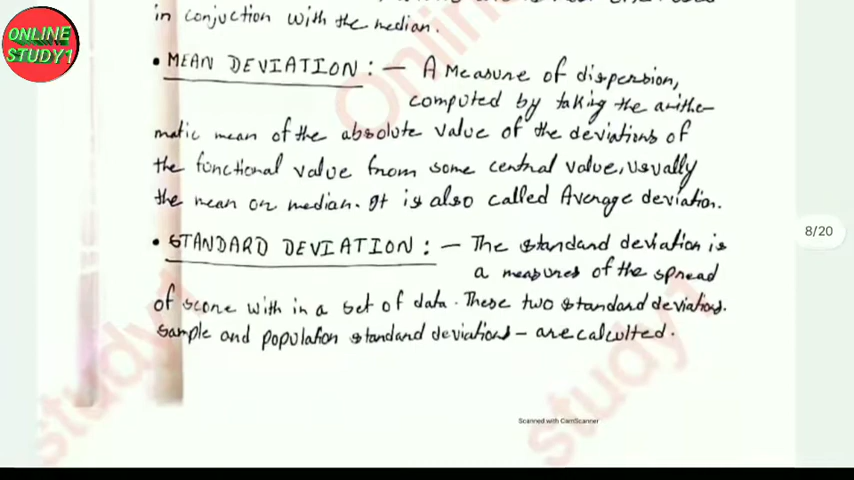 ONLINE
STUDY1
in conjuction with the median.
• MEAN DEVIATION : — A Measure of dispersion,
computed by taking the arithe-
matic mean of the absolute value of the deviations of
the functional value from some central value, usually
the mean or median. It is also called Average deviation.
• STANDARD DEVIATION : — The standard deviation is
a measures of the spread
of score with in a set of data. These two standard deviations.
sample and population standard deviations – are calculted.
8/20
study1
study1
Scanned with CamScanner